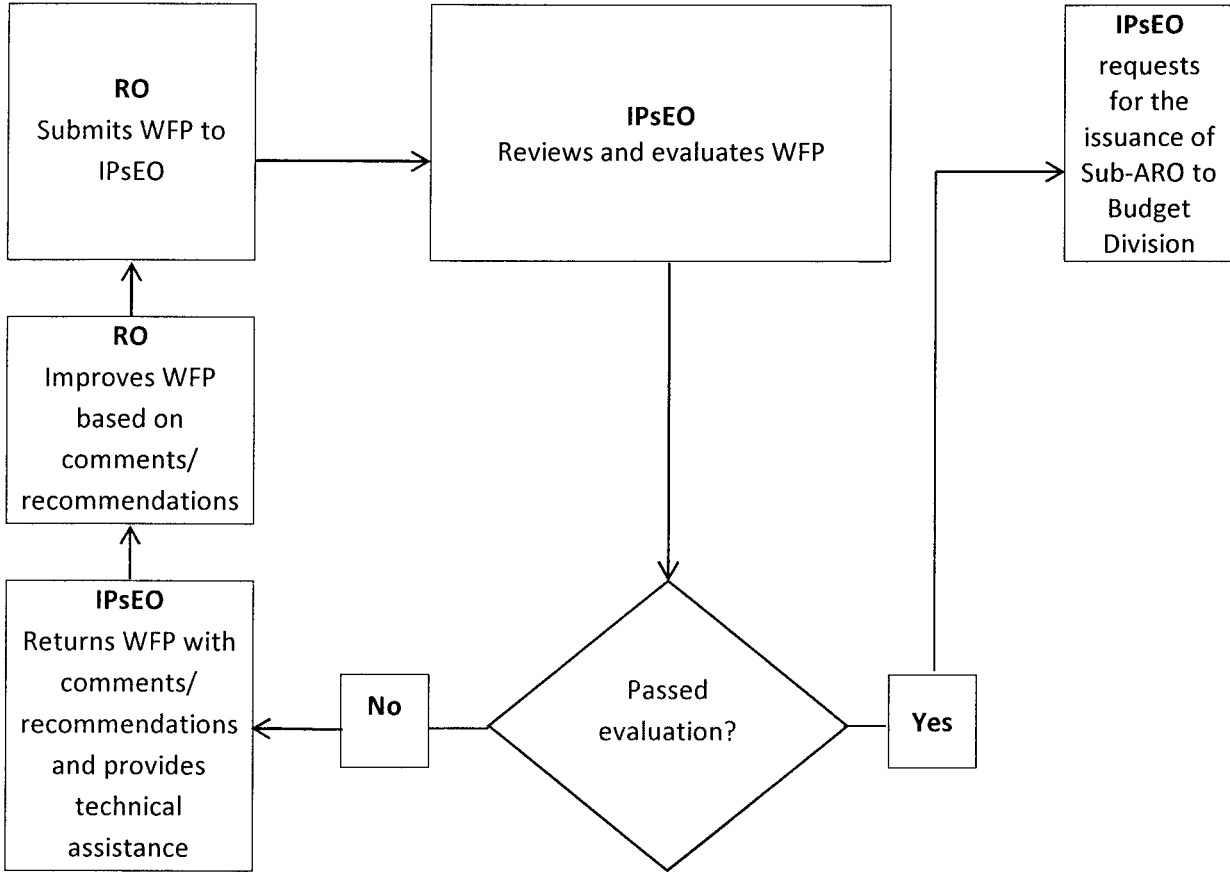 RO
Submits WFP to
IPsEO
IPsEO
Reviews and evaluates WFP
IPsEO
requests
for the
issuance of
Sub-ARO to
Budget
Division
RO
Improves WFP
based on
comments/
recommendations
IPsEO
Returns WFP with
comments/
recommendations
and provides
technical
assistance
No
Passed
evaluation?
Yes